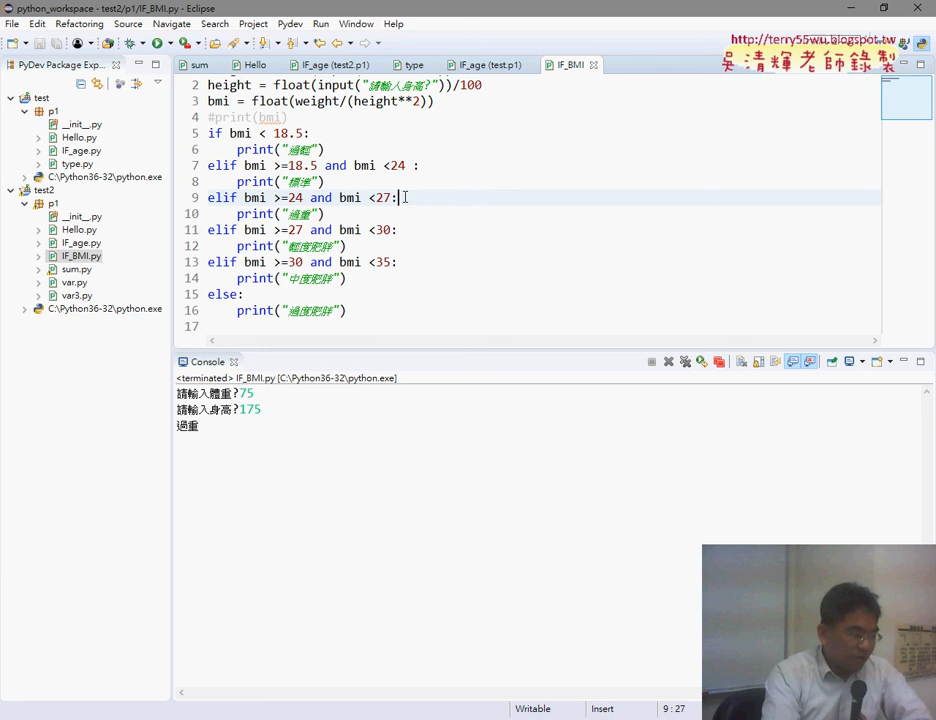 python_workspace - test2/p1/IF_BMI.py - Eclipse
File Edit Refactoring Source Navigate Search Project Pydev Run Window Help
http://terry55wu.blogspot.tw
吳清輝老師錄製
PyDev Package Exp...
sum Hello IF_age (test2.p1) type IF_age (test.p1) IF_BMI
test
p1
__init__.py
Hello.py
IF_age.py
type.py
C:\Python36-32\python.exe
test2
p1
__init__.py
Hello.py
IF_age.py
IF_BMI.py
sum.py
var.py
var3.py
C:\Python36-32\python.exe
2 height = float(input("請輸入身高?"))/100
3 bmi = float(weight/(height**2))
4 #print(bmi)
5 if bmi < 18.5:
6 print("過輕")
7 elif bmi >=18.5 and bmi <24 :
8 print("標準")
9 elif bmi >=24 and bmi <27:
10 print("過重")
11 elif bmi >=27 and bmi <30:
12 print("輕度肥胖")
13 elif bmi >=30 and bmi <35:
14 print("中度肥胖")
15 else:
16 print("過度肥胖")
17
Console
<terminated> IF_BMI.py [C:\Python36-32\python.exe]
請輸入體重?75
請輸入身高?175
過重
Writable Insert 9 : 27